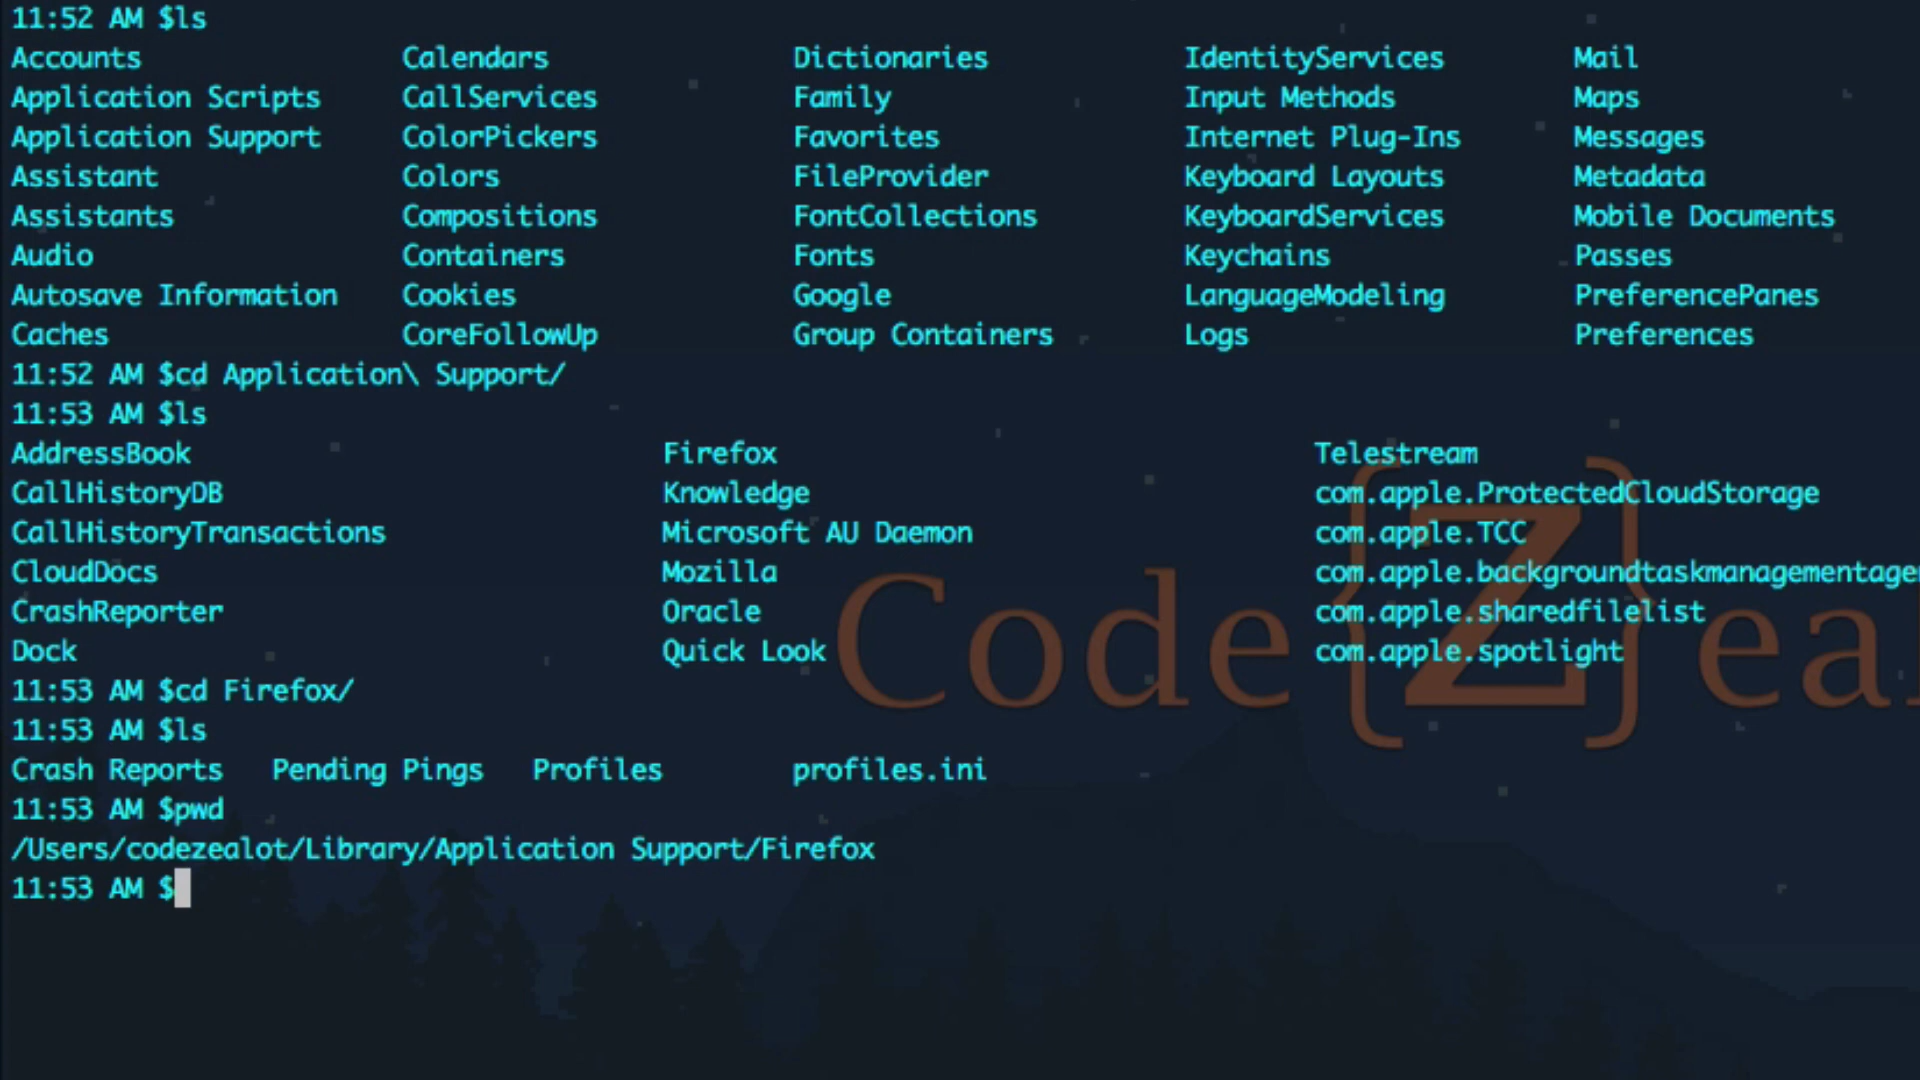 11:52 AM $ls
Accounts Calendars Dictionaries IdentityServices Mail
Application Scripts CallServices Family Input Methods Maps
Application Support ColorPickers Favorites Internet Plug-Ins Messages
Assistant Colors FileProvider Keyboard Layouts Metadata
Assistants Compositions FontCollections KeyboardServices Mobile Documents
Audio Containers Fonts Keychains Passes
Autosave Information Cookies Google LanguageModeling PreferencePanes
Caches CoreFollowUp Group Containers Logs Preferences
11:52 AM $cd Application\ Support/
11:53 AM $ls
AddressBook Firefox Telestream
CallHistoryDB Knowledge com.apple.ProtectedCloudStorage
CallHistoryTransactions Microsoft AU Daemon com.apple.TCC
CloudDocs Mozilla com.apple.backgroundtaskmanagementage
CrashReporter Oracle com.apple.sharedfilelist
Dock Quick Look com.apple.spotlight
11:53 AM $cd Firefox/
11:53 AM $ls
Crash Reports Pending Pings Profiles profiles.ini
11:53 AM $pwd
/Users/codezealot/Library/Application Support/Firefox
11:53 AM $
Code{Z}eal